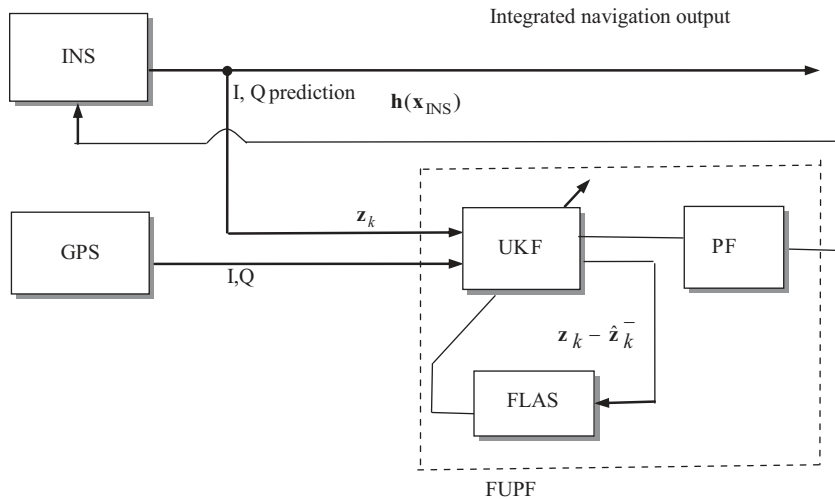 Integrated navigation output
INS
I, Q prediction
h(x_INS)
z_k
GPS
I,Q
UKF
PF
z_k – ẑ_k^–
FLAS
FUPF